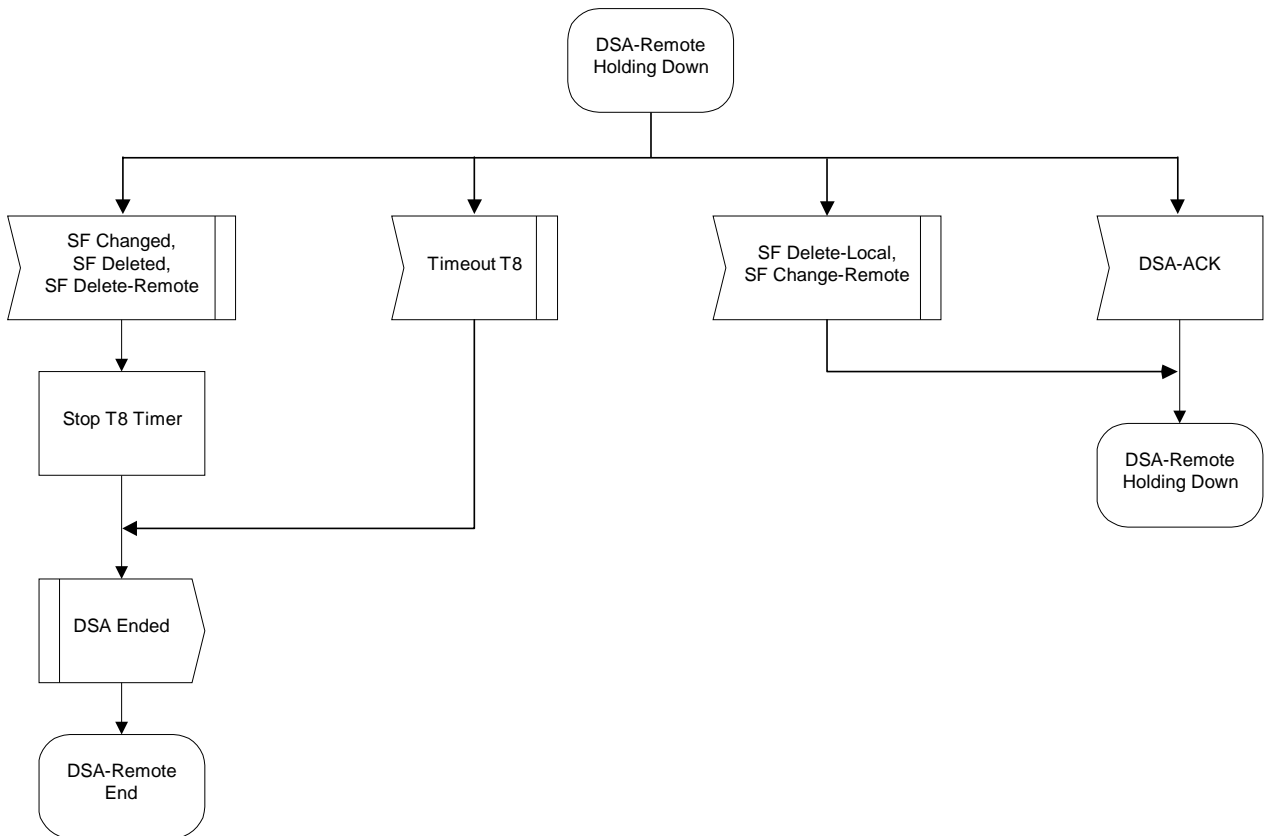 DSA-Remote
Holding Down
SF Changed,
SF Deleted,
SF Delete-Remote
Timeout T8
SF Delete-Local,
SF Change-Remote
DSA-ACK
Stop T8 Timer
DSA-Remote
Holding Down
DSA Ended
DSA-Remote
End